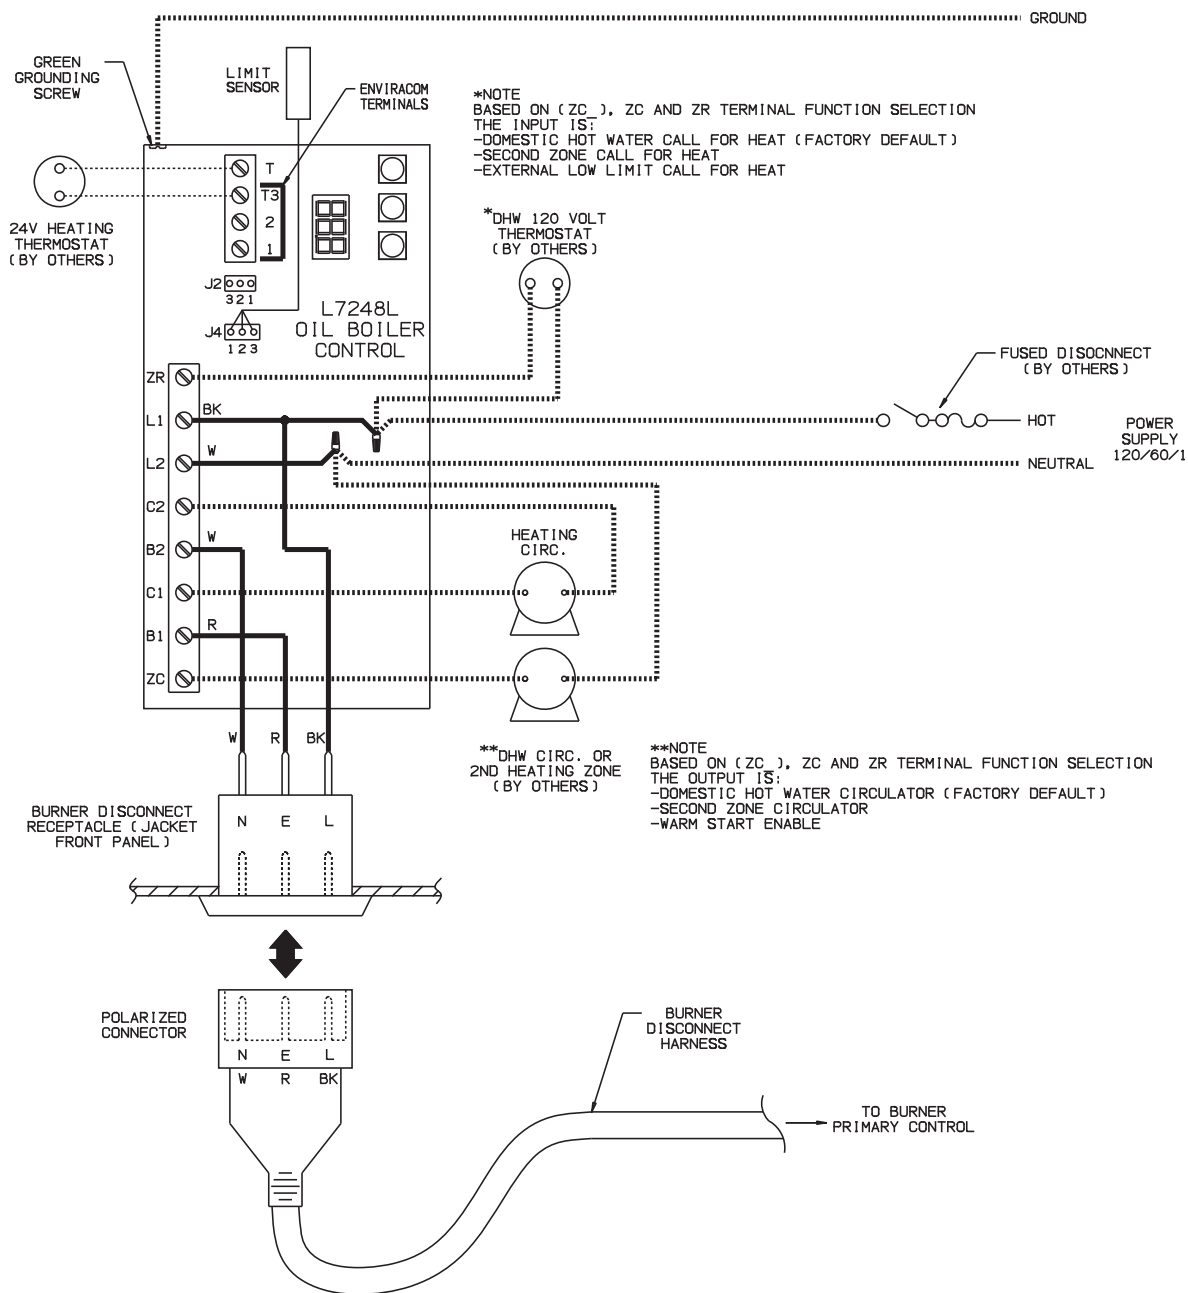 GROUND
GREEN
GROUNDING
SCREW
LIMIT
SENSOR
ENVIRACOM
TERMINALS
*NOTE
BASED ON (ZC_), ZC AND ZR TERMINAL FUNCTION SELECTION
THE INPUT IS:
-DOMESTIC HOT WATER CALL FOR HEAT (FACTORY DEFAULT)
-SECOND ZONE CALL FOR HEAT
-EXTERNAL LOW LIMIT CALL FOR HEAT
T
T3
2
1
24V HEATING
THERMOSTAT
(BY OTHERS)
*DHW 120 VOLT
THERMOSTAT
(BY OTHERS)
J2
321
J4
123
L7248L
OIL BOILER
CONTROL
FUSED DISOCNNECT
(BY OTHERS)
ZR
L1
BK
HOT
POWER
SUPPLY
120/60/1
L2
W
NEUTRAL
C2
B2
W
HEATING
CIRC.
C1
B1
R
ZC
W
R
BK
**DHW CIRC. OR
2ND HEATING ZONE
(BY OTHERS)
**NOTE
BASED ON (ZC_), ZC AND ZR TERMINAL FUNCTION SELECTION
THE OUTPUT IS:
-DOMESTIC HOT WATER CIRCULATOR (FACTORY DEFAULT)
-SECOND ZONE CIRCULATOR
-WARM START ENABLE
BURNER DISCONNECT
RECEPTACLE (JACKET
FRONT PANEL)
N E L
POLARIZED
CONNECTOR
N E L
W R BK
BURNER
DISCONNECT
HARNESS
TO BURNER
PRIMARY CONTROL